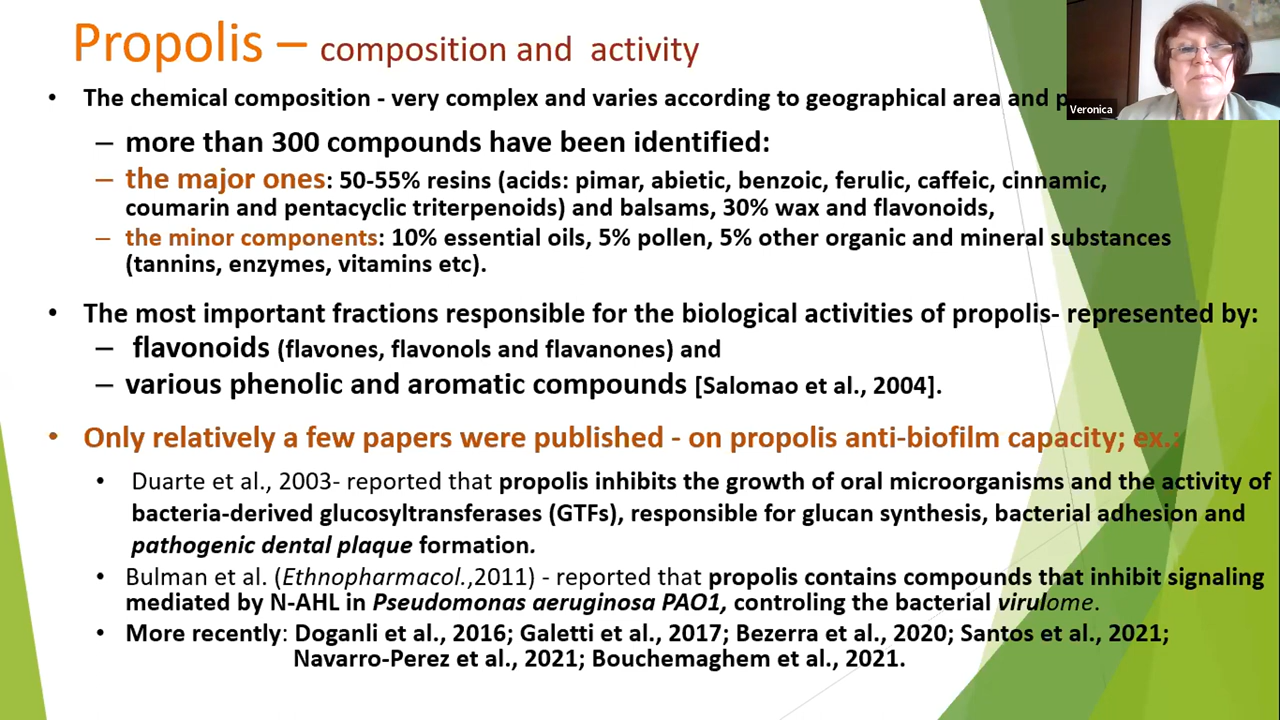 Propolis – composition and activity
Veronica
• The chemical composition - very complex and varies according to geographical area and
– more than 300 compounds have been identified:
– the major ones: 50-55% resins (acids: pimar, abietic, benzoic, ferulic, caffeic, cinnamic,
coumarin and pentacyclic triterpenoids) and balsams, 30% wax and flavonoids,
– the minor components: 10% essential oils, 5% pollen, 5% other organic and mineral substances
(tannins, enzymes, vitamins etc).
• The most important fractions responsible for the biological activities of propolis- represented by:
– flavonoids (flavones, flavonols and flavanones) and
– various phenolic and aromatic compounds [Salomao et al., 2004].
• Only relatively a few papers were published - on propolis anti-biofilm capacity; ex.:
• Duarte et al., 2003- reported that propolis inhibits the growth of oral microorganisms and the activity of
bacteria-derived glucosyltransferases (GTFs), responsible for glucan synthesis, bacterial adhesion and
pathogenic dental plaque formation.
• Bulman et al. (Ethnopharmacol.,2011) - reported that propolis contains compounds that inhibit signaling
mediated by N-AHL in Pseudomonas aeruginosa PAO1, controling the bacterial virulome.
• More recently: Doganli et al., 2016; Galetti et al., 2017; Bezerra et al., 2020; Santos et al., 2021;
Navarro-Perez et al., 2021; Bouchemaghem et al., 2021.